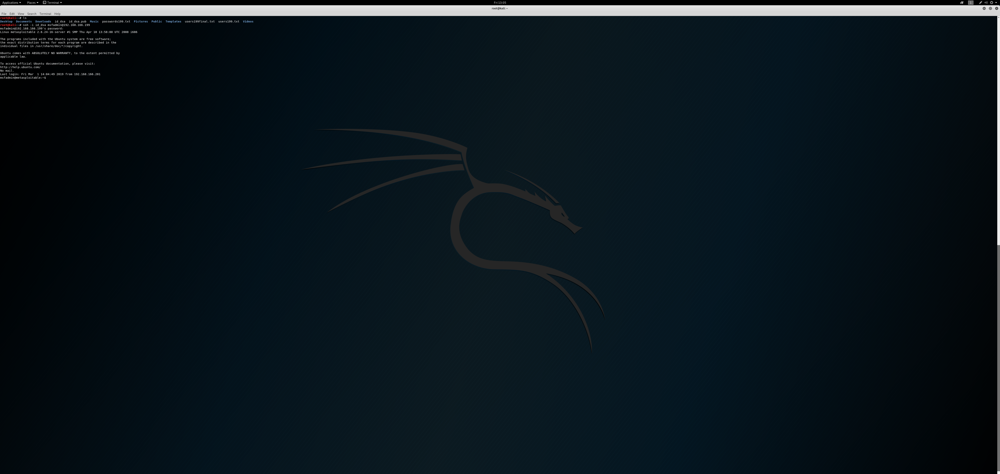 Applications Places Terminal Fri 13:05 1
root@kali: ~
File Edit View Search Terminal Help
root@kali:~# ls
Desktop Documents Downloads id_dsa id_dsa.pub Music passwords199.txt Pictures Public Templates users199final.txt users199.txt Videos
root@kali:~# ssh -i id_dsa msfadmin@192.168.166.199
msfadmin@192.168.166.199's password:
Linux metasploitable 2.6.24-16-server #1 SMP Thu Apr 10 13:58:00 UTC 2008 i686
The programs included with the Ubuntu system are free software;
the exact distribution terms for each program are described in the
individual files in /usr/share/doc/*/copyright.
Ubuntu comes with ABSOLUTELY NO WARRANTY, to the extent permitted by
applicable law.
To access official Ubuntu documentation, please visit:
http://help.ubuntu.com/
No mail.
Last login: Fri Mar  1 14:04:49 2019 from 192.168.166.201
msfadmin@metasploitable:~$